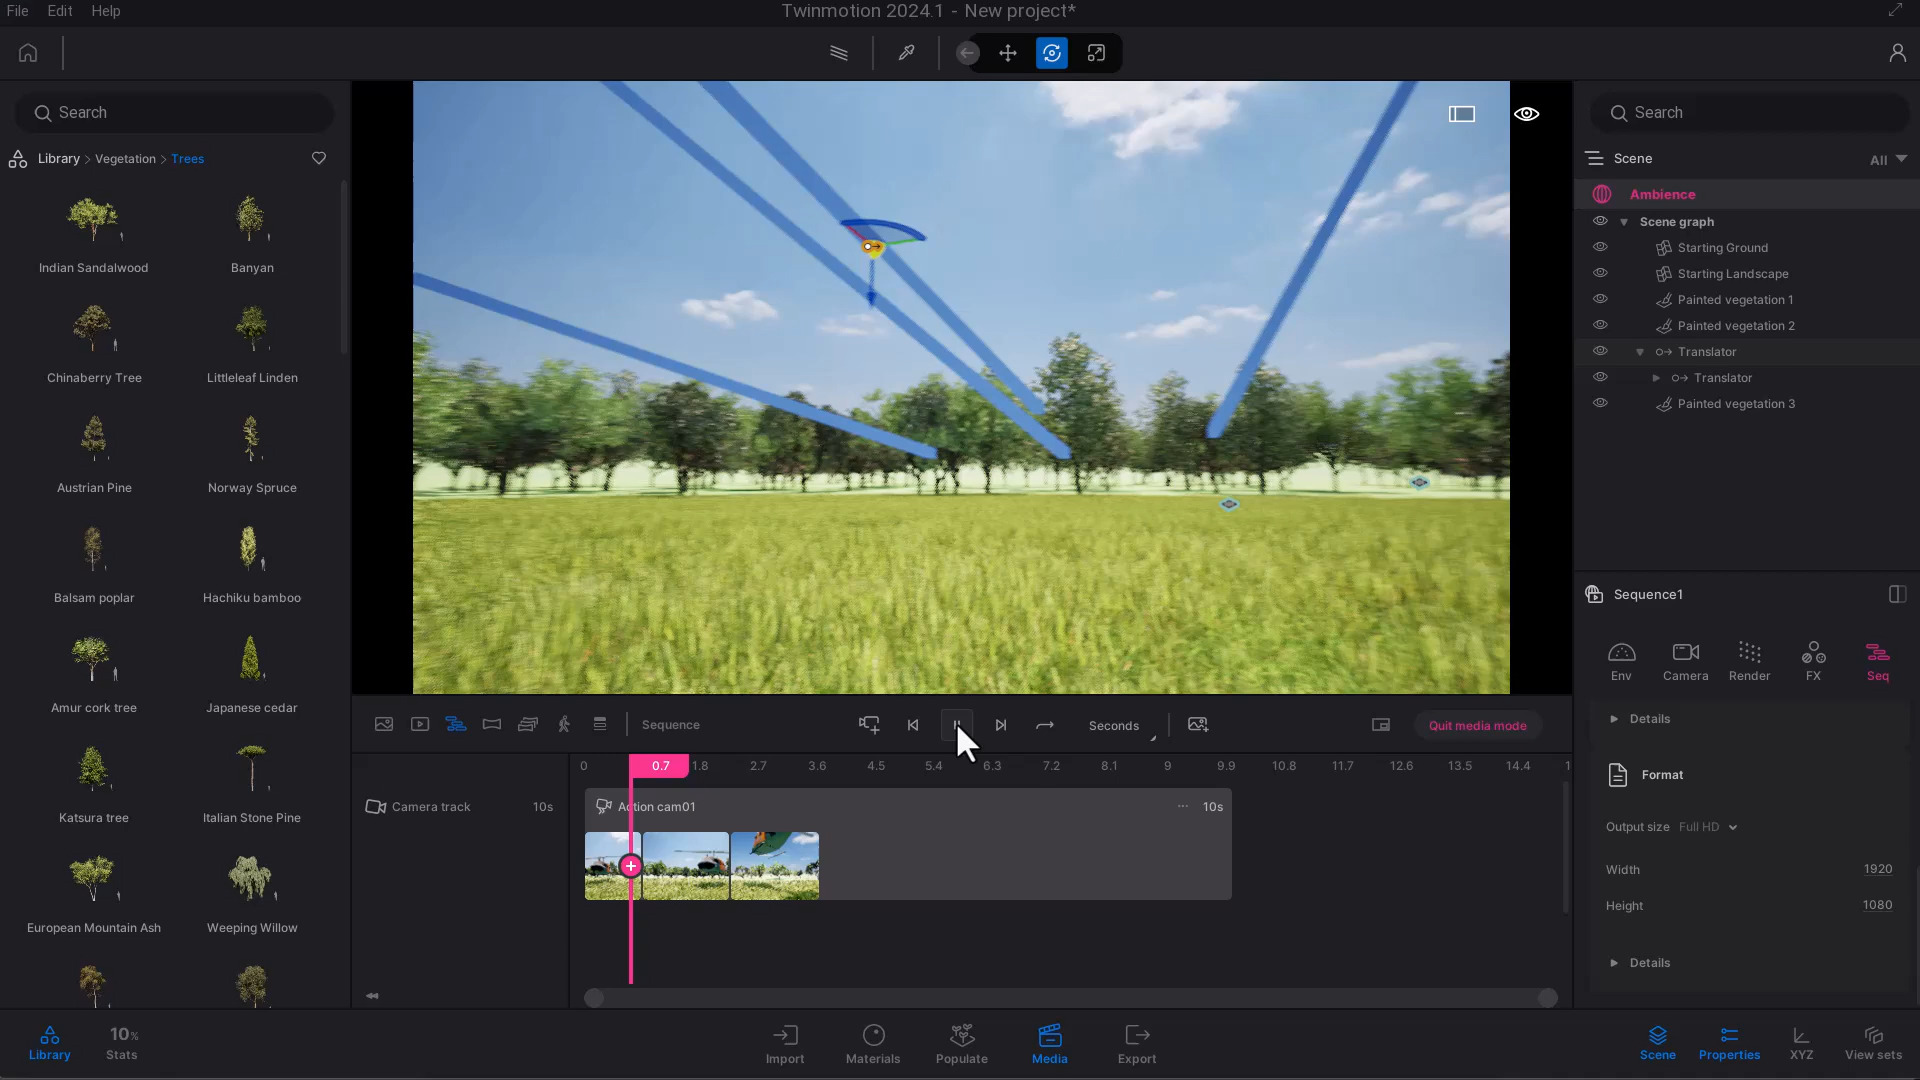 File Edit Help
Twinmotion 2024.1 - New project*
Search
Library > Vegetation > Trees
Indian Sandalwood
Banyan
Chinaberry Tree
Littleleaf Linden
Austrian Pine
Norway Spruce
Balsam poplar
Hachiku bamboo
Amur cork tree
Japanese cedar
Katsura tree
Italian Stone Pine
European Mountain Ash
Weeping Willow
Sequence
Seconds
Quit media mode
0 0.7 1.8 2.7 3.6 4.5 5.4 6.3 7.2 8.1 9 9.9 10.8 11.7 12.6 13.5 14.4 1
Camera track 10s
Action cam01 ... 10s
Search
Scene All
Ambience
Scene graph
Starting Ground
Starting Landscape
Painted vegetation 1
Painted vegetation 2
Translator
Translator
Painted vegetation 3
Sequence1
Env Camera Render FX Seq
Details
Format
Output size Full HD
Width 1920
Height 1080
Details
Library
10%
Stats
Import Materials Populate Media Export
Scene Properties XYZ View sets